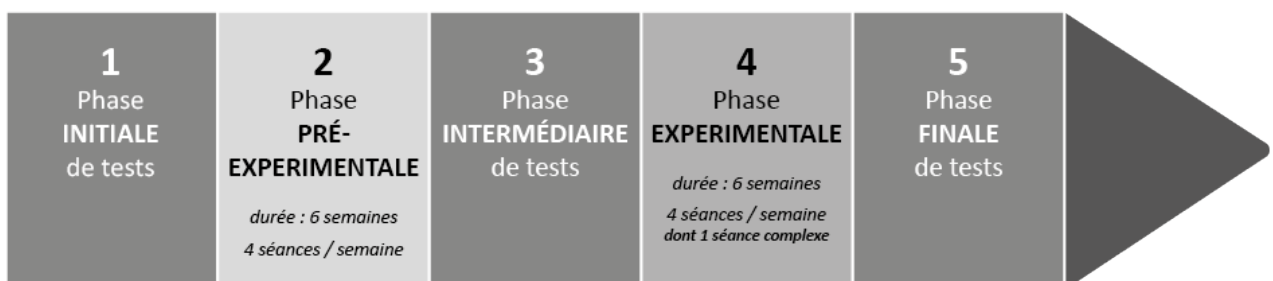 1
Phase
INITIALE
de tests
2
Phase
PRÉ-
EXPERIMENTALE
durée : 6 semaines
4 séances / semaine
3
Phase
INTERMÉDIAIRE
de tests
4
Phase
EXPERIMENTALE
durée : 6 semaines
4 séances / semaine
dont 1 séance complexe
5
Phase
FINALE
de tests